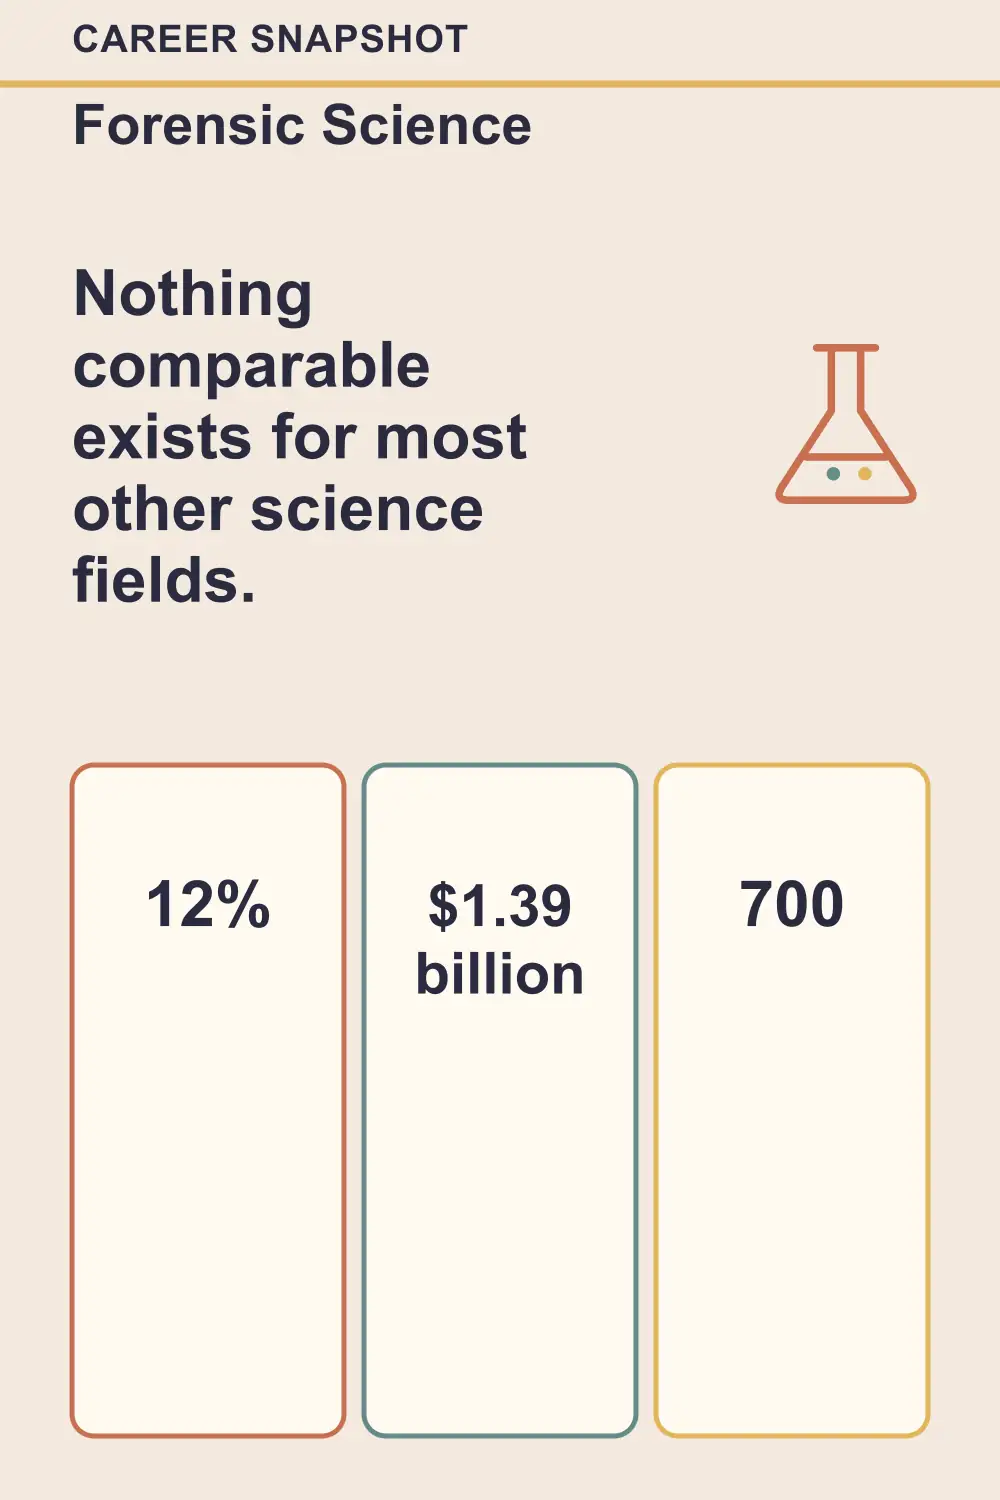 CAREER SNAPSHOT
Forensic Science
Nothing
comparable
exists for most
other science
fields.
12%
$1.39
billion
700